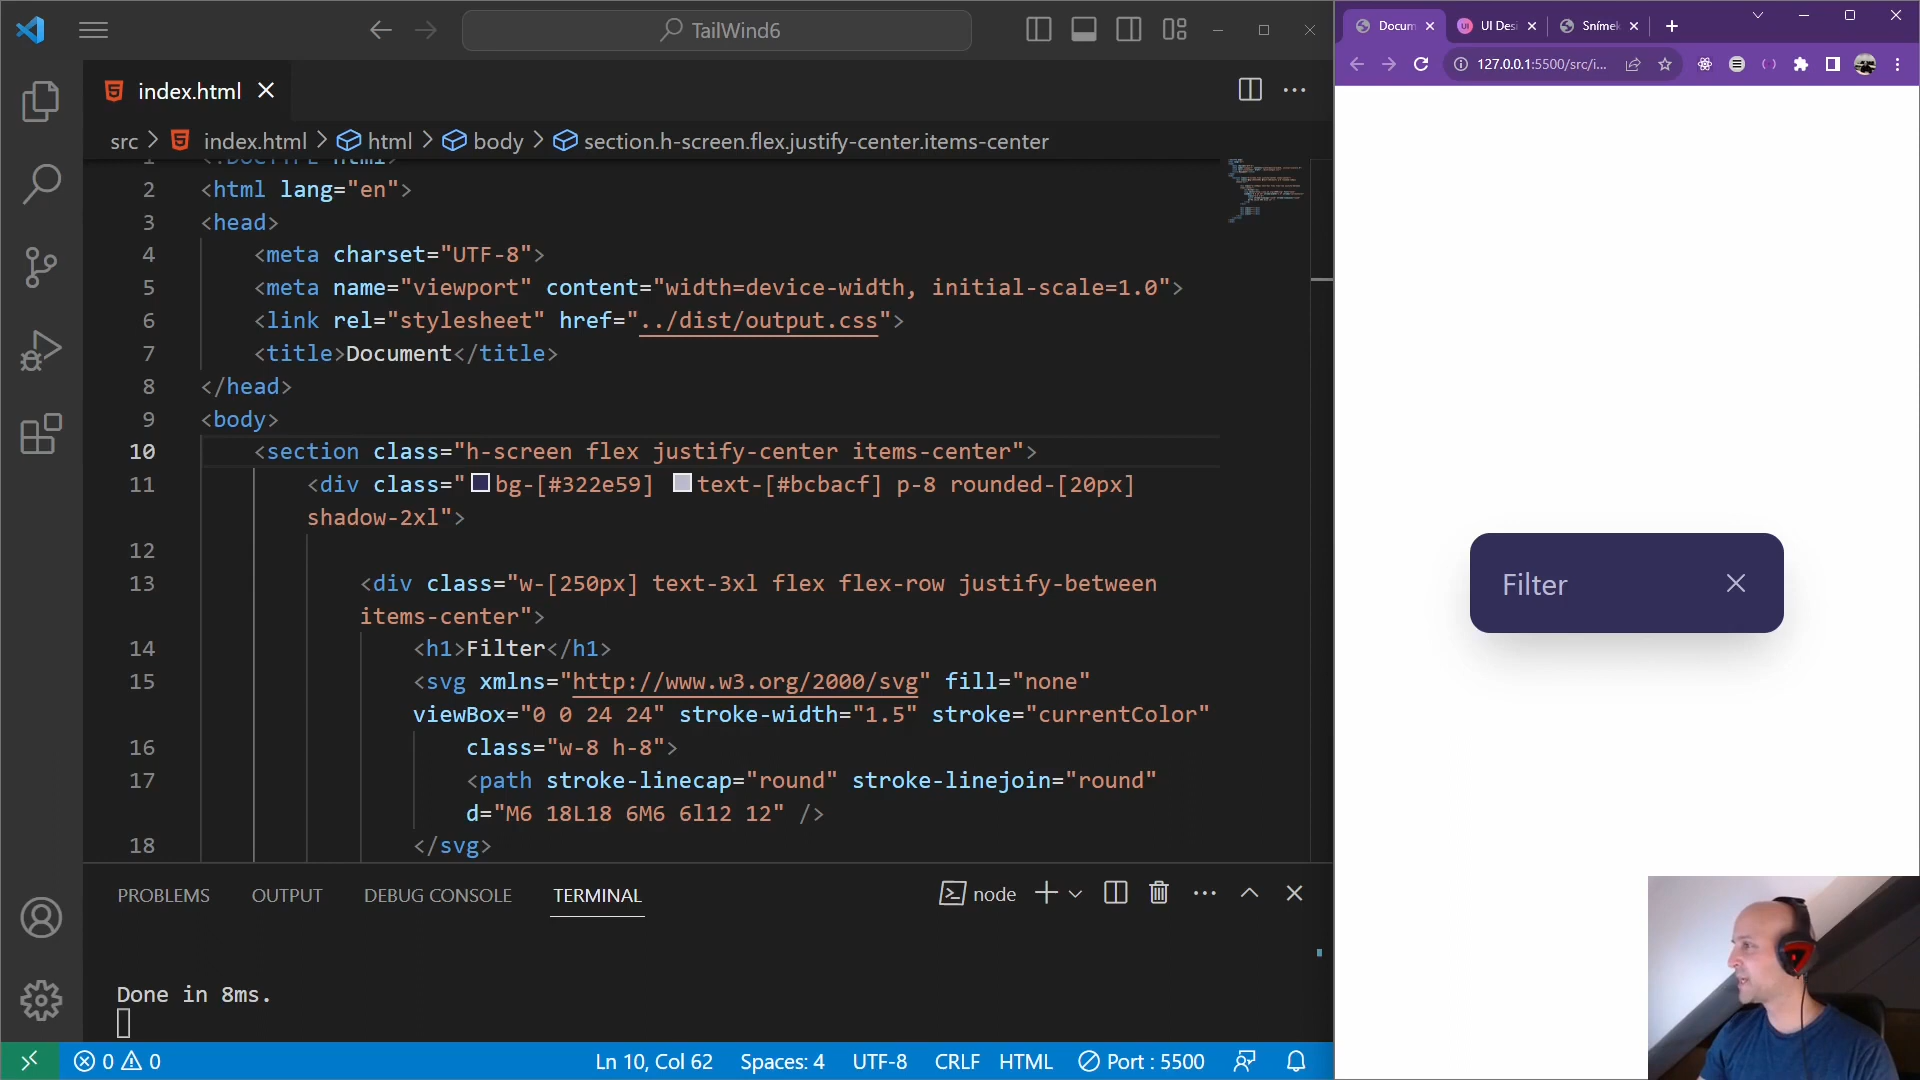 TailWind6
index.html
src > index.html > html > body > section.h-screen.flex.justify-center.items-center
2 <html lang="en">
3 <head>
4 <meta charset="UTF-8">
5 <meta name="viewport" content="width=device-width, initial-scale=1.0">
6 <link rel="stylesheet" href="../dist/output.css">
7 <title>Document</title>
8 </head>
9 <body>
10 <section class="h-screen flex justify-center items-center">
11 <div class="bg-[#322e59] text-[#bcbacf] p-8 rounded-[20px]
shadow-2xl">
12
13 <div class="w-[250px] text-3xl flex flex-row justify-between
items-center">
14 <h1>Filter</h1>
15 <svg xmlns="http://www.w3.org/2000/svg" fill="none"
viewBox="0 0 24 24" stroke-width="1.5" stroke="currentColor"
16 class="w-8 h-8">
17 <path stroke-linecap="round" stroke-linejoin="round"
d="M6 18L18 6M6 6l12 12" />
18 </svg>
PROBLEMS OUTPUT DEBUG CONSOLE TERMINAL node
Done in 8ms.
0 0 Ln 10, Col 62 Spaces: 4 UTF-8 CRLF HTML Port : 5500
Docum UI Desi Snímek
127.0.0.1:5500/src/i...
Filter